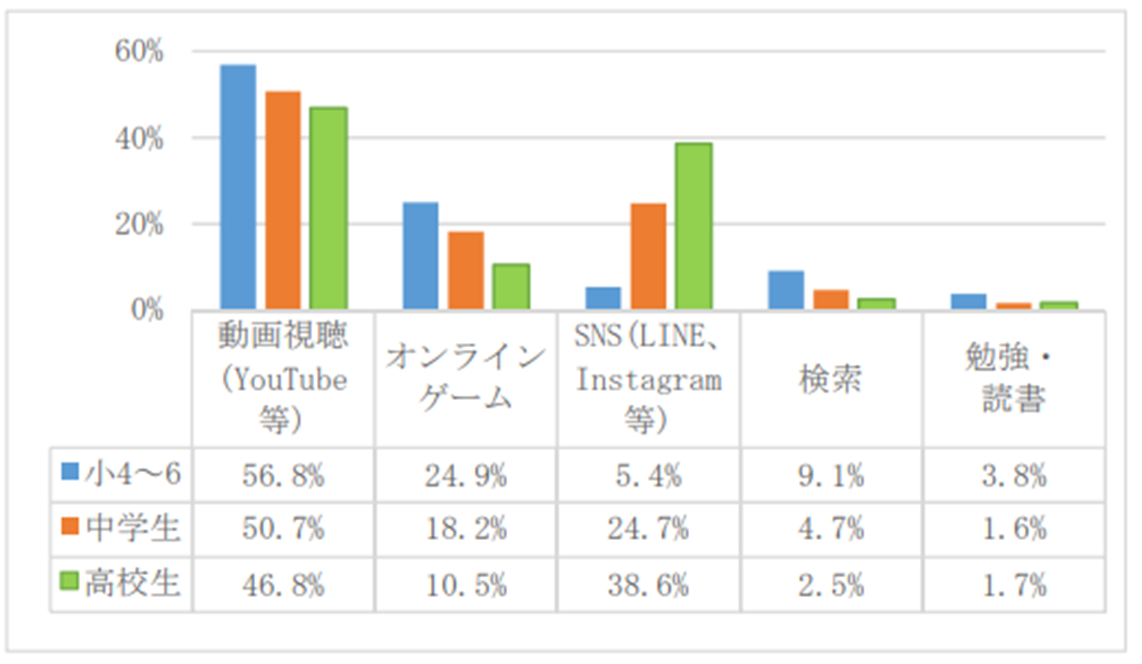 60%
40%
20%
0%
動画視聴
(YouTube
等)
オンライン
ゲーム
SNS(LINE、
Instagram
等)
検索
勉強・
読書
小4～6 56.8% 24.9% 5.4% 9.1% 3.8%
中学生 50.7% 18.2% 24.7% 4.7% 1.6%
高校生 46.8% 10.5% 38.6% 2.5% 1.7%